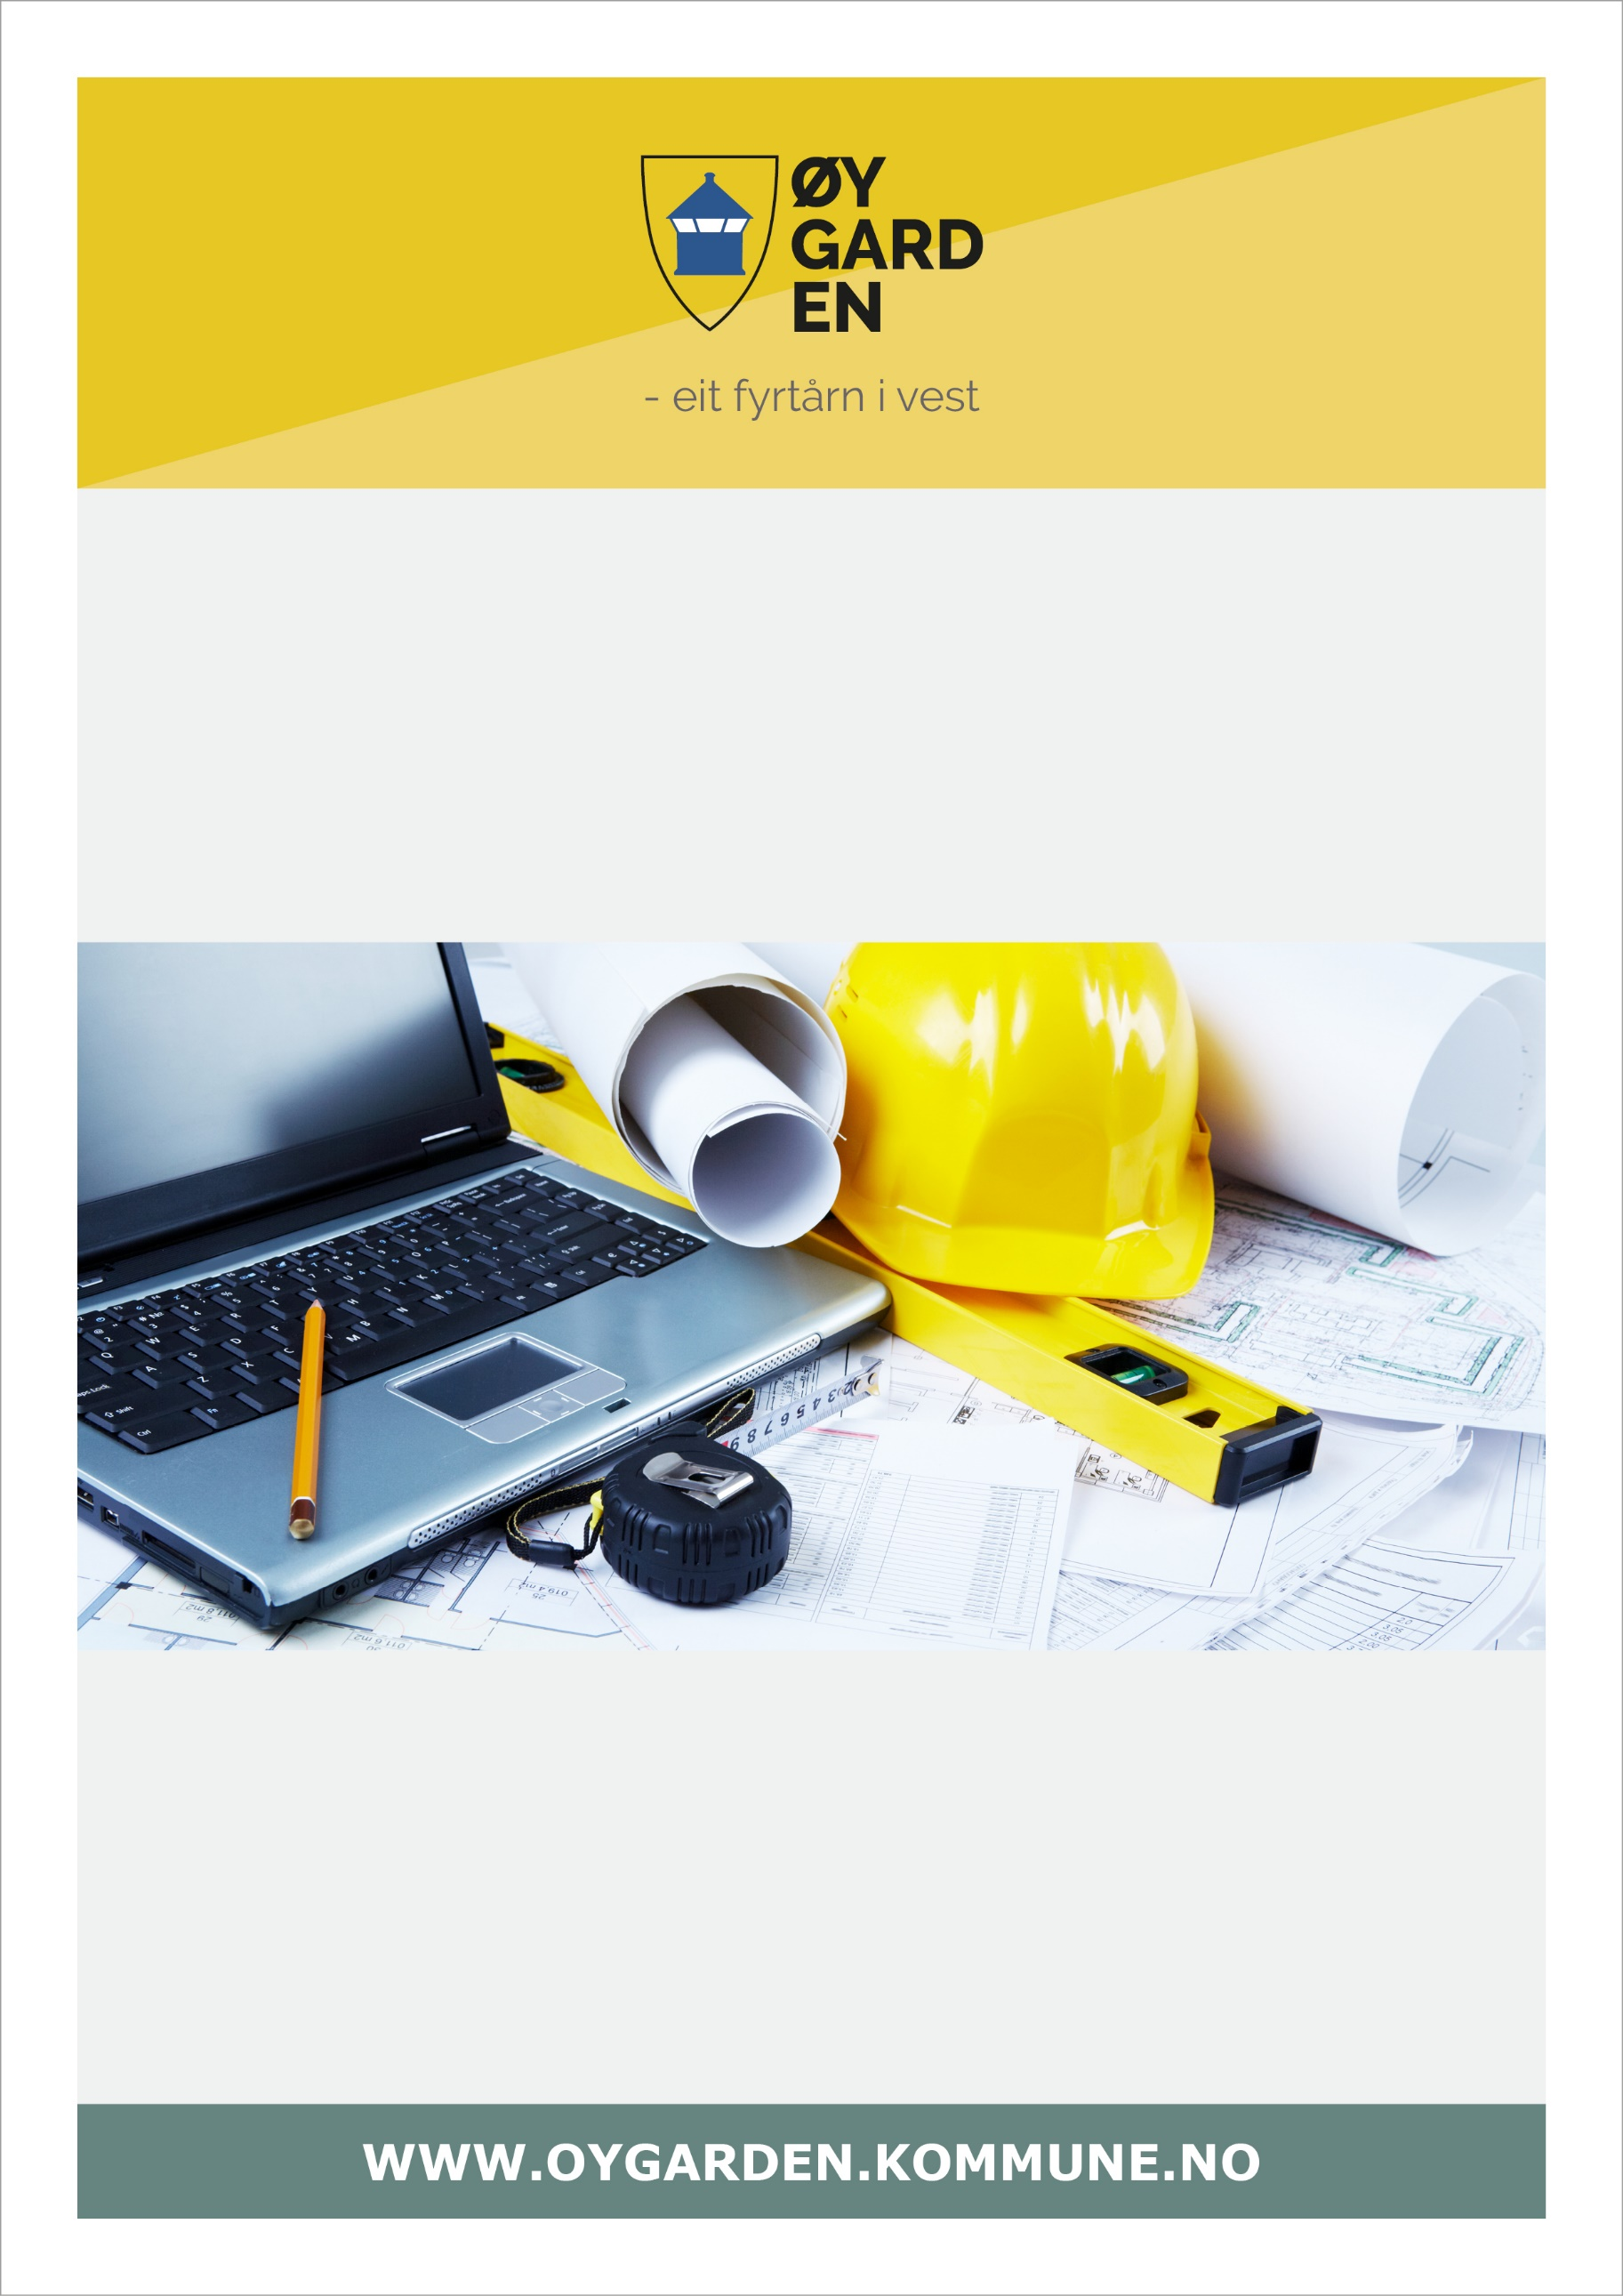 ØY
GARD
EN
- eit fyrtårn i vest
WWW.OYGARDEN.KOMMUNE.NO